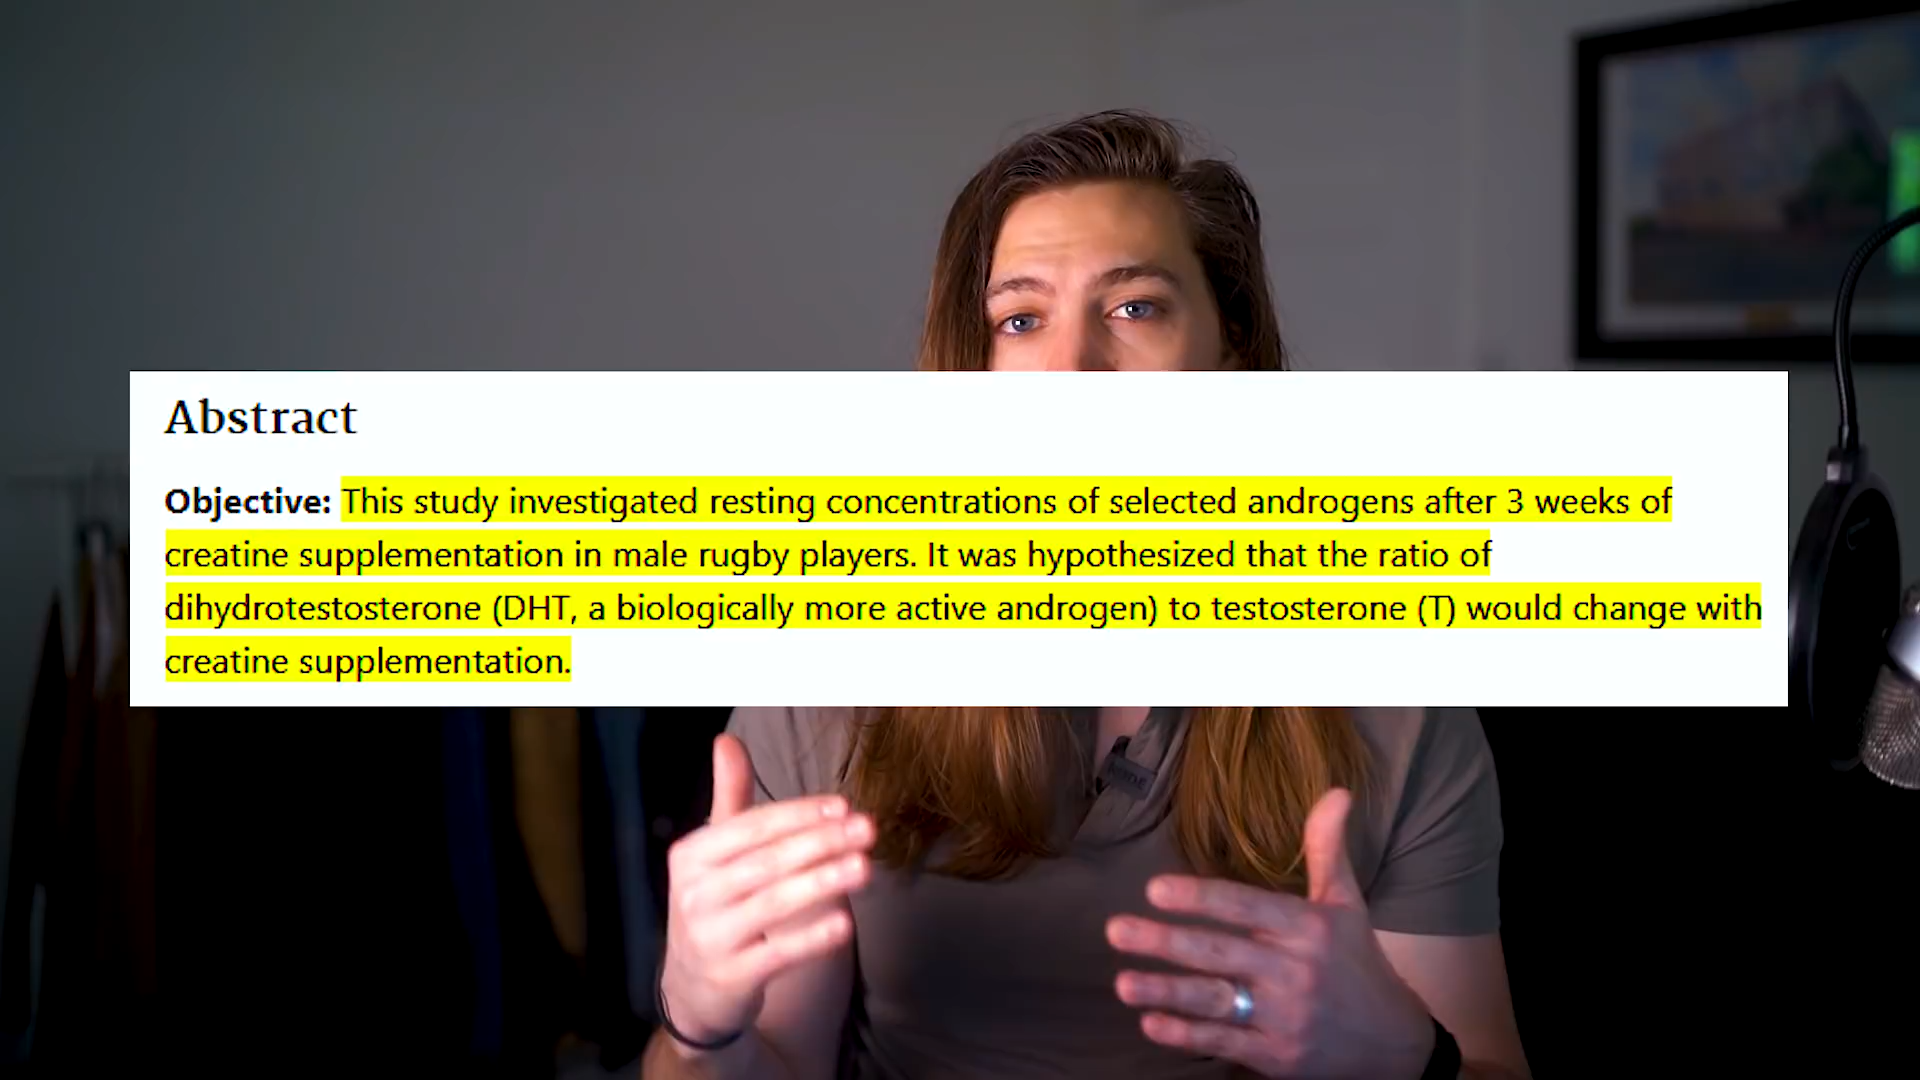 Abstract
Objective: This study investigated resting concentrations of selected androgens after 3 weeks of
creatine supplementation in male rugby players. It was hypothesized that the ratio of
dihydrotestosterone (DHT, a biologically more active androgen) to testosterone (T) would change with
creatine supplementation.